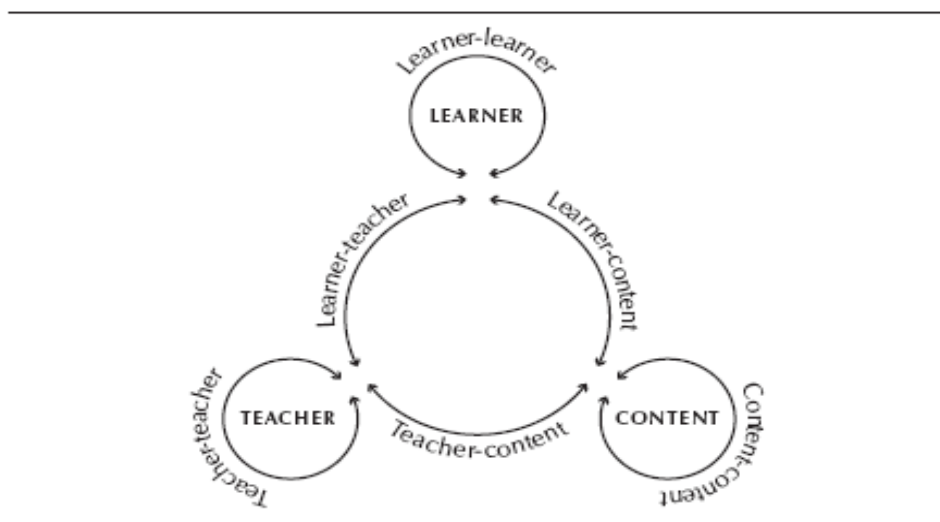 Learner-learner
LEARNER
Learner-teacher
Learner-content
Teacher-teacher
TEACHER
Teacher-content
CONTENT
Content-content